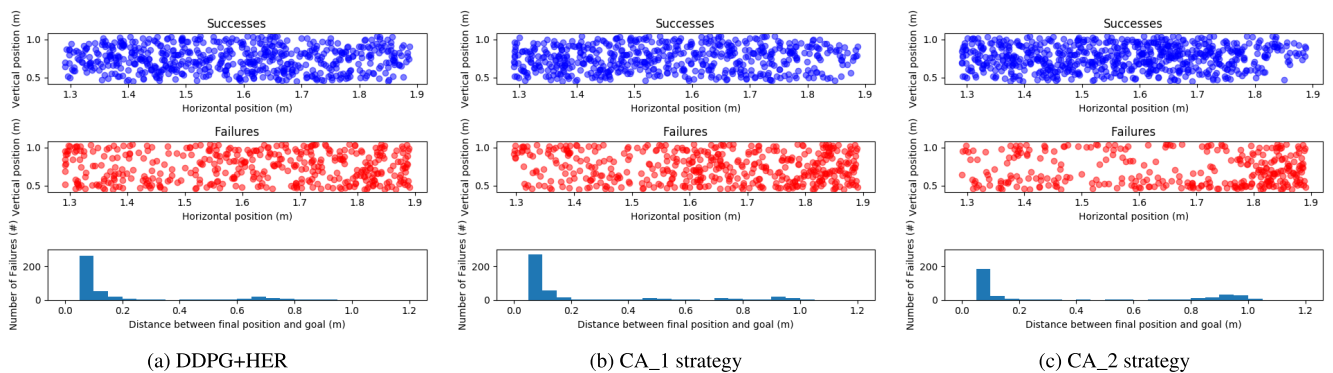 Successes
Vertical position (m)
1.0
0.5
1.3 1.4 1.5 1.6 1.7 1.8 1.9
Horizontal position (m)
Failures
Vertical position (m)
1.0
0.5
1.3 1.4 1.5 1.6 1.7 1.8 1.9
Horizontal position (m)
Number of Failures (#)
200
0
0.0 0.2 0.4 0.6 0.8 1.0 1.2
Distance between final position and goal (m)
(a) DDPG+HER
Successes
Vertical position (m)
1.0
0.5
1.3 1.4 1.5 1.6 1.7 1.8 1.9
Horizontal position (m)
Failures
Vertical position (m)
1.0
0.5
1.3 1.4 1.5 1.6 1.7 1.8 1.9
Horizontal position (m)
Number of Failures (#)
200
0
0.0 0.2 0.4 0.6 0.8 1.0 1.2
Distance between final position and goal (m)
(b) CA_1 strategy
Successes
Vertical position (m)
1.0
0.5
1.3 1.4 1.5 1.6 1.7 1.8 1.9
Horizontal position (m)
Failures
Vertical position (m)
1.0
0.5
1.3 1.4 1.5 1.6 1.7 1.8 1.9
Horizontal position (m)
Number of Failures (#)
200
0
0.0 0.2 0.4 0.6 0.8 1.0 1.2
Distance between final position and goal (m)
(c) CA_2 strategy